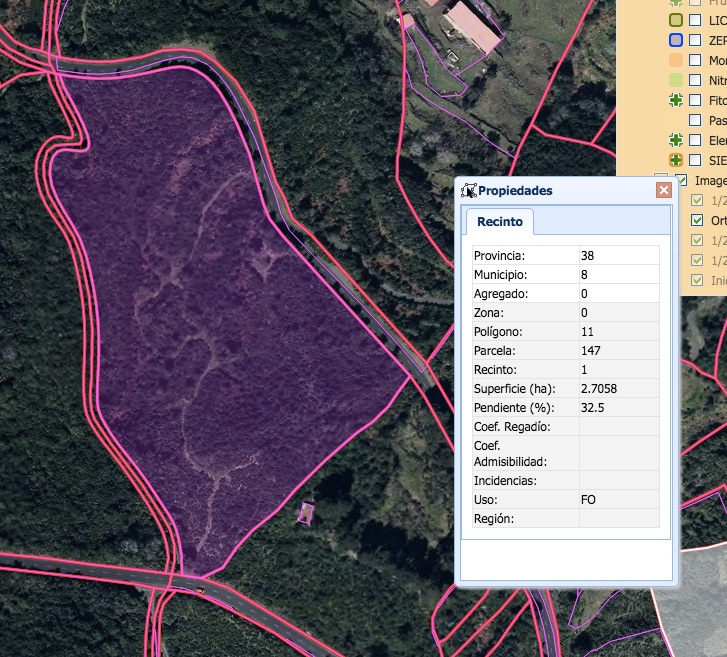 LIC
ZEP
Mon
Nitr
Fito
Pas
Elen
SIE
Image
1/2
Ort
1/2
1/2
Inic
Propiedades
Recinto
Provincia: 38
Municipio: 8
Agregado: 0
Zona: 0
Polígono: 11
Parcela: 147
Recinto: 1
Superficie (ha): 2.7058
Pendiente (%): 32.5
Coef. Regadío:
Coef.
Admisibilidad:
Incidencias:
Uso: FO
Región: